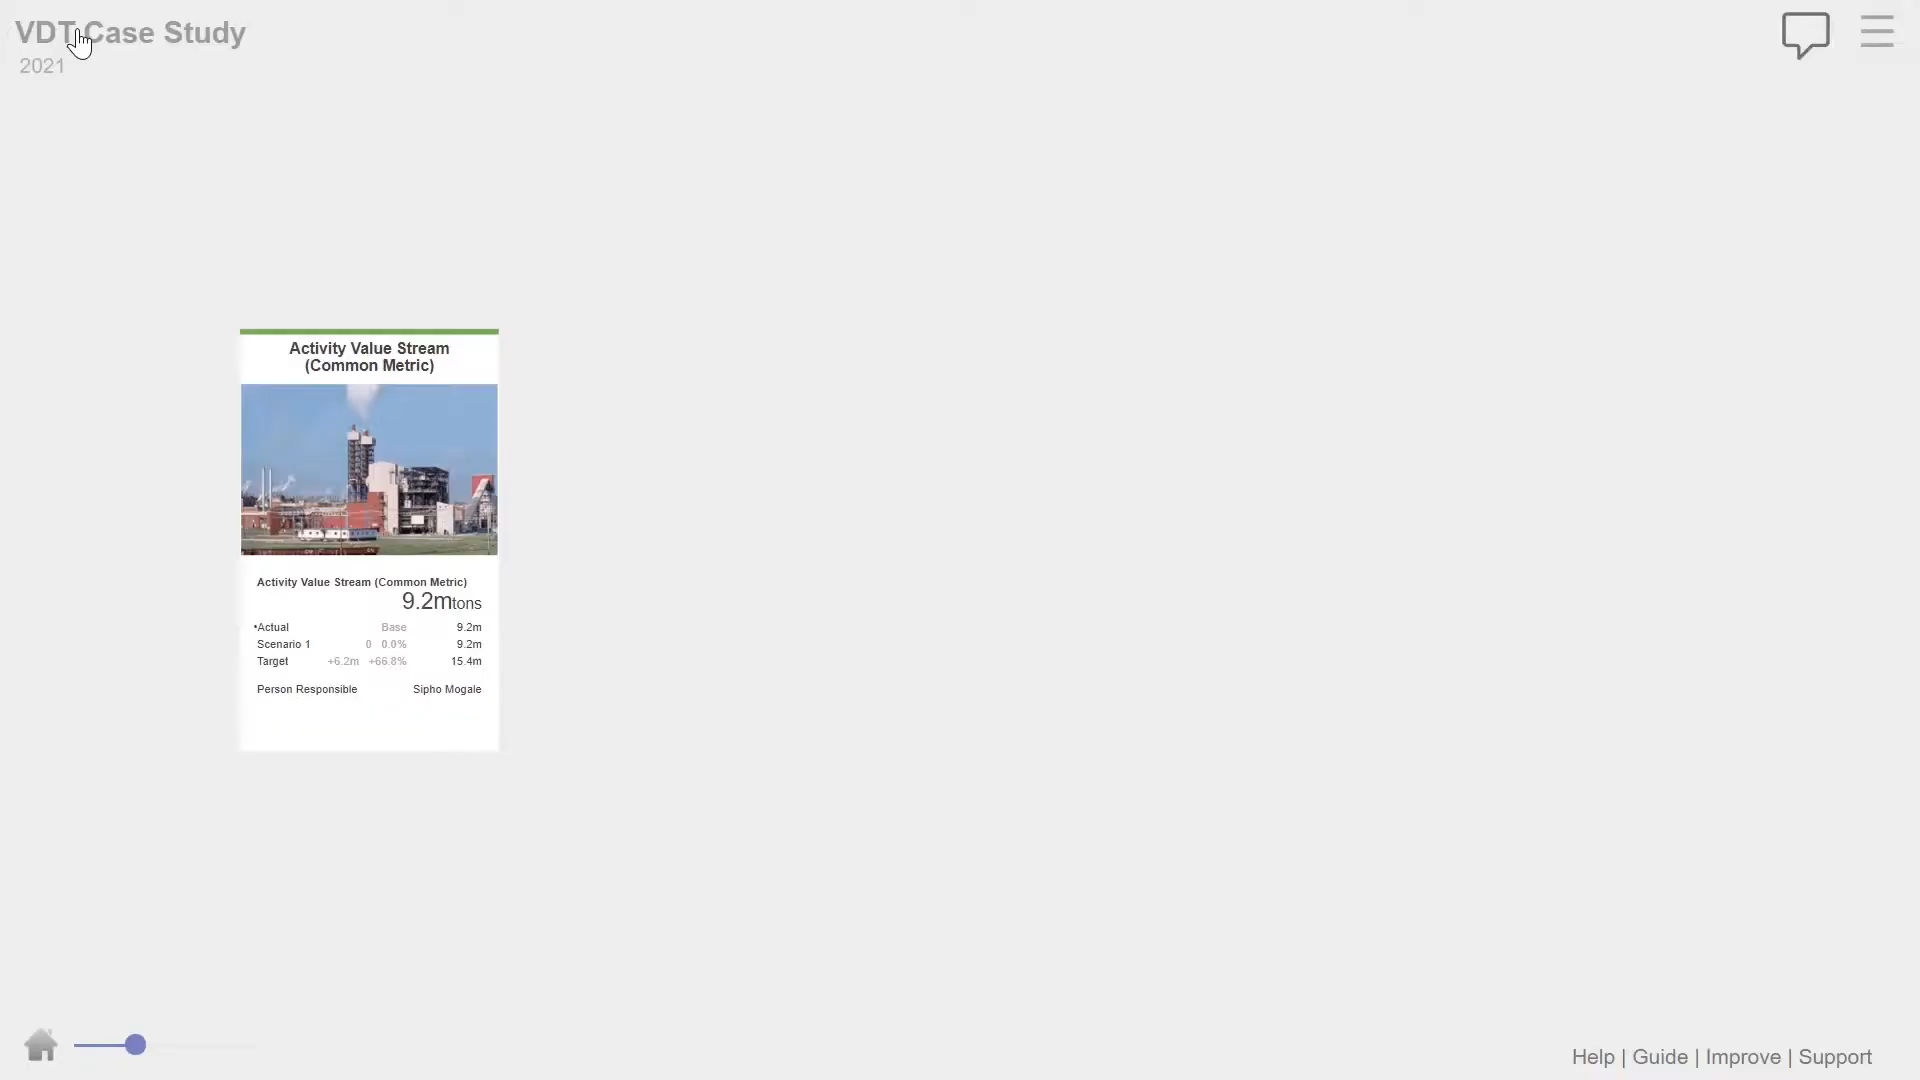 VDT Case Study
2021
Activity Value Stream
(Common Metric)
Activity Value Stream (Common Metric)
9.2mtons
•Actual Base 9.2m
Scenario 1 0 0.0% 9.2m
Target +6.2m +66.8% 15.4m
Person Responsible Sipho Mogale
Help | Guide | Improve | Support